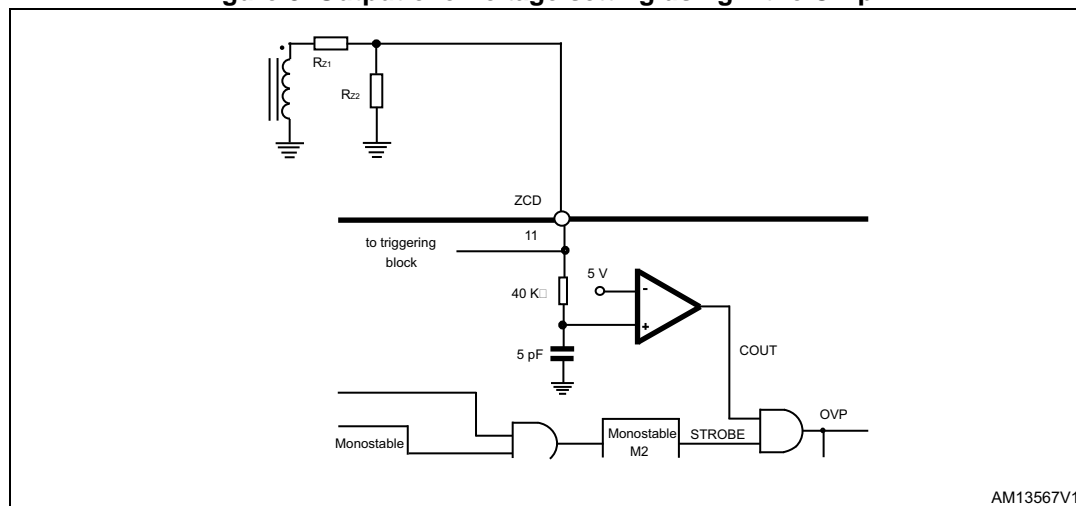 RZ1
RZ2
ZCD
11
to triggering
block
5 V
40 K□
-
+
5 pF
COUT
OVP
Monostable
Monostable
M2
STROBE
AM13567V1